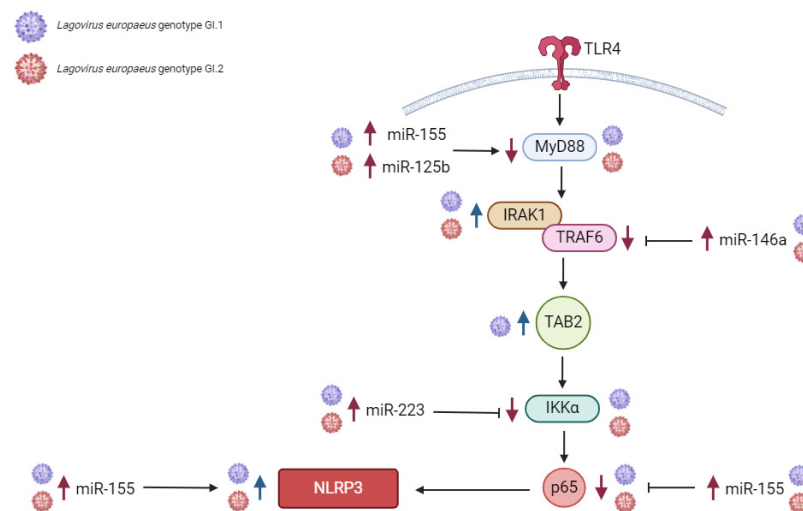 Lagovirus europaeus genotype GI.1
Lagovirus europaeus genotype GI.2
TLR4
miR-155
miR-125b
MyD88
IRAK1
TRAF6
miR-146a
TAB2
miR-223
IKKα
miR-155
NLRP3
p65
miR-155